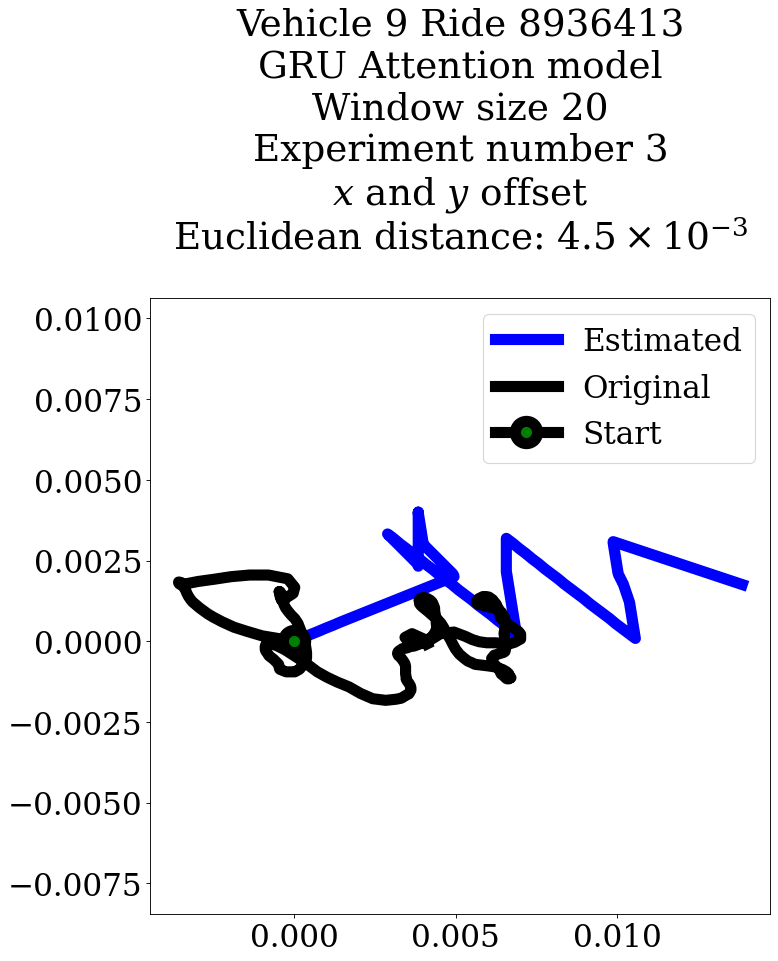 Vehicle 9 Ride 8936413
GRU Attention model
Window size 20
Experiment number 3
x and y offset
Euclidean distance: 4.5 × 10⁻³
0.0100
0.0075
0.0050
0.0025
0.0000
−0.0025
−0.0050
−0.0075
Estimated
Original
Start
0.000
0.005
0.010